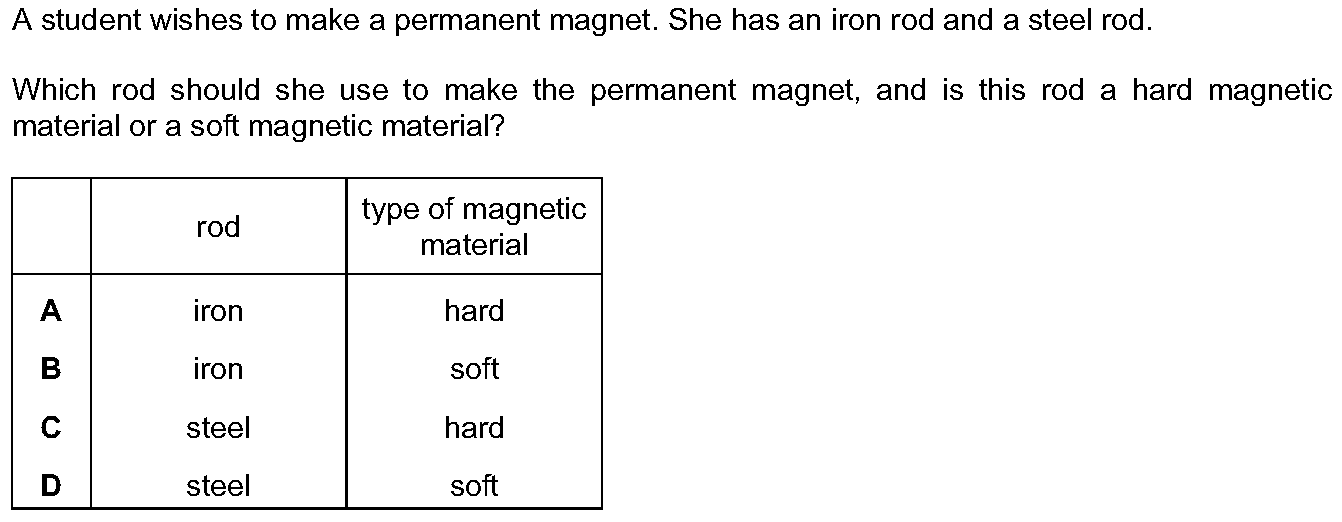 A student wishes to make a permanent magnet. She has an iron rod and a steel rod.
Which rod should she use to make the permanent magnet, and is this rod a hard magnetic
material or a soft magnetic material?
rod type of magnetic
material
A iron hard
B iron soft
C steel hard
D steel soft